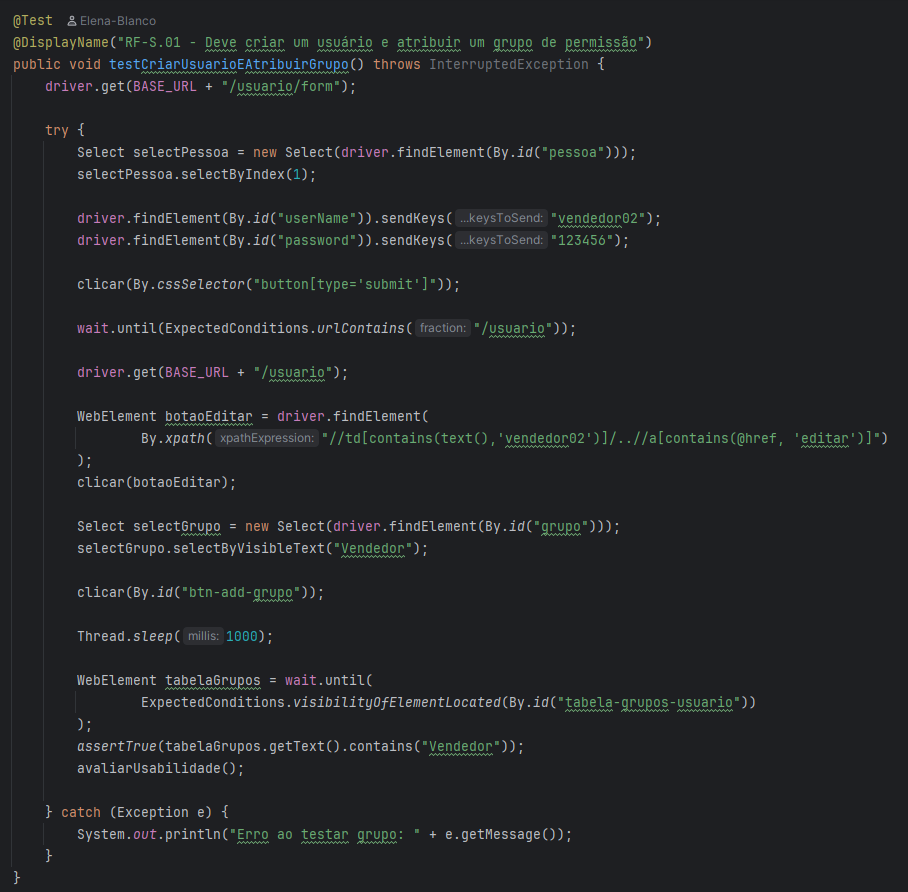 @Test Elena-Blanco
@DisplayName("RF-S.01 - Deve criar um usuário e atribuir um grupo de permissão")
public void testCriarUsuarioEAtribuirGrupo() throws InterruptedException {
    driver.get(BASE_URL + "/usuario/form");
    try {
        Select selectPessoa = new Select(driver.findElement(By.id("pessoa")));
        selectPessoa.selectByIndex(1);
        driver.findElement(By.id("userName")).sendKeys( ...keysToSend: "vendedor02");
        driver.findElement(By.id("password")).sendKeys( ...keysToSend: "123456");
        clicar(By.cssSelector("button[type='submit']"));
        wait.until(ExpectedConditions.urlContains( fraction: "/usuario"));
        driver.get(BASE_URL + "/usuario");
        WebElement botaoEditar = driver.findElement(
                By.xpath( xpathExpression: "//td[contains(text(),'vendedor02')]/..//a[contains(@href, 'editar')]")
        );
        clicar(botaoEditar);
        Select selectGrupo = new Select(driver.findElement(By.id("grupo")));
        selectGrupo.selectByVisibleText("Vendedor");
        clicar(By.id("btn-add-grupo"));
        Thread.sleep( millis: 1000);
        WebElement tabelaGrupos = wait.until(
                ExpectedConditions.visibilityOfElementLocated(By.id("tabela-grupos-usuario"))
        );
        assertTrue(tabelaGrupos.getText().contains("Vendedor"));
        avaliarUsabilidade();
    } catch (Exception e) {
        System.out.println("Erro ao testar grupo: " + e.getMessage());
    }
}